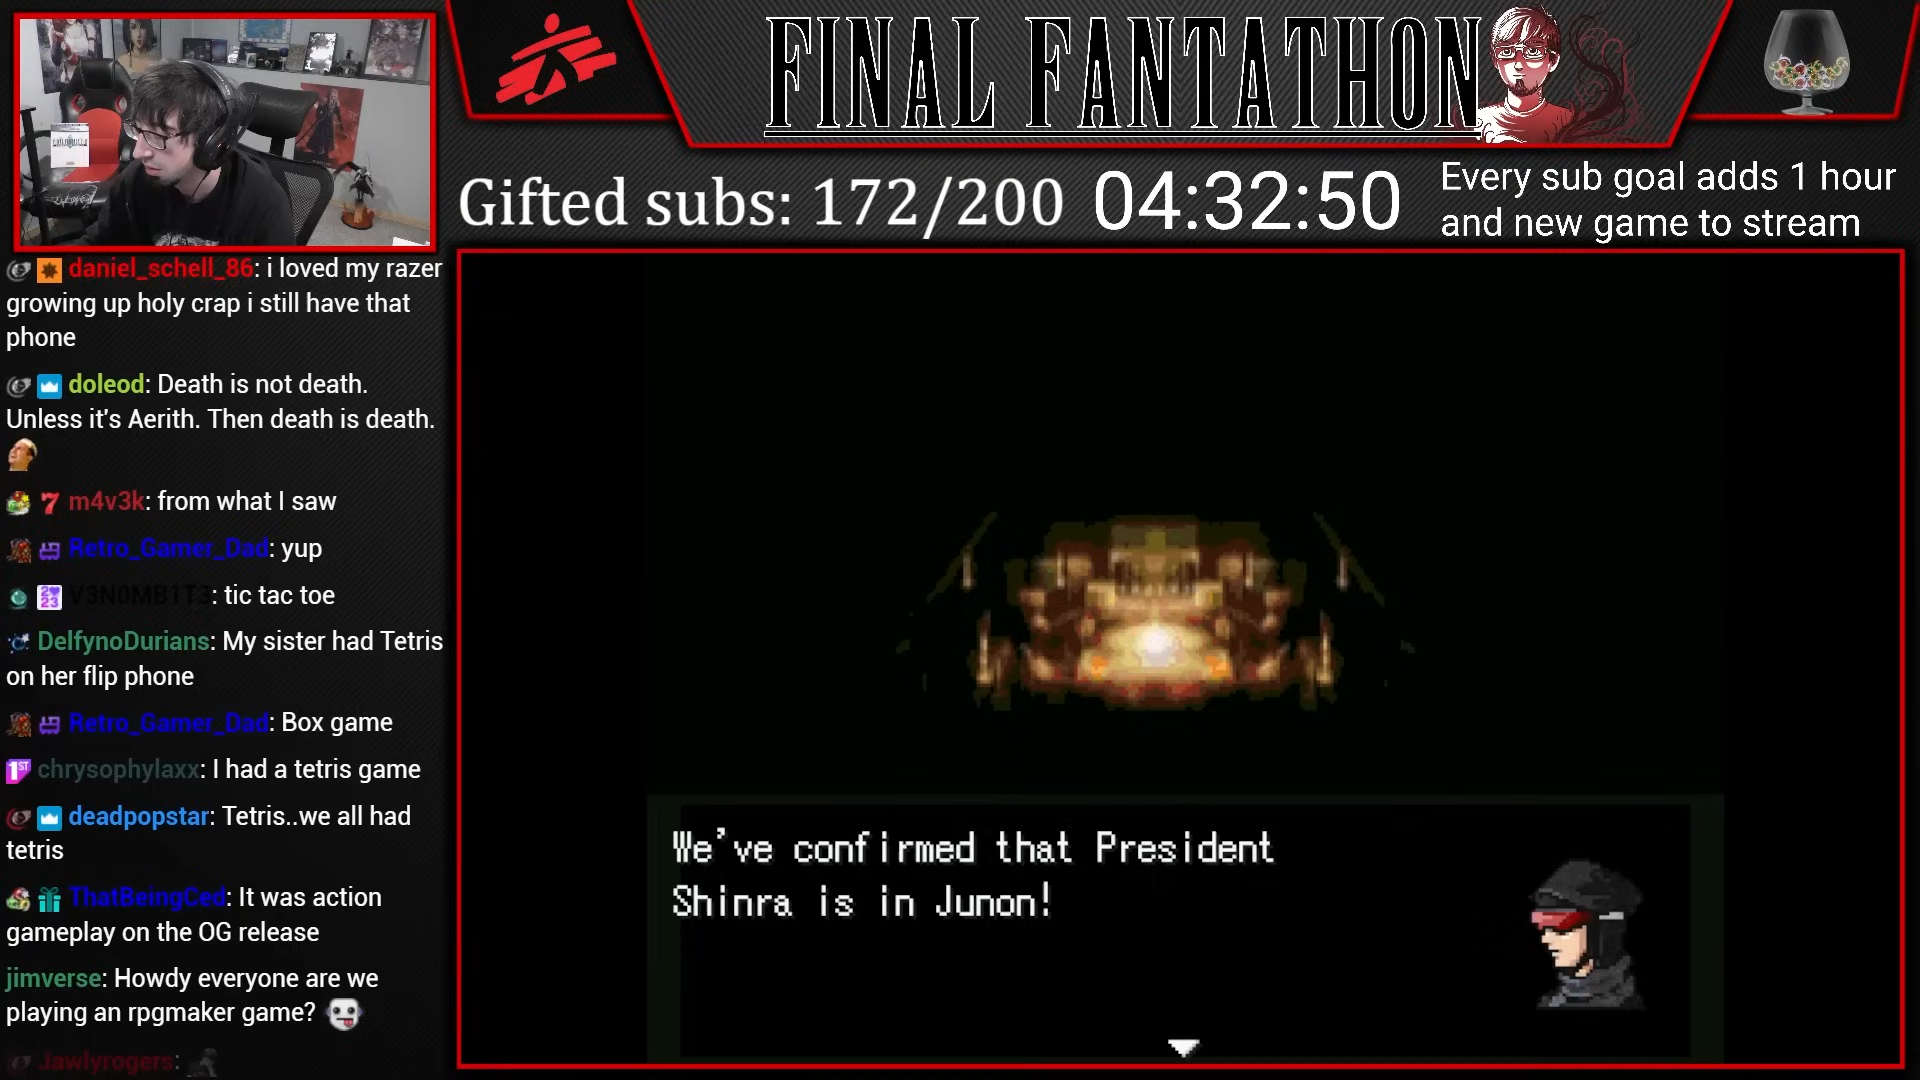 FINAL FANTATHON
Gifted subs: 172/200
04:32:50
Every sub goal adds 1 hour
and new game to stream
daniel_schell_86: i loved my razer
growing up holy crap i still have that
phone
doleod: Death is not death.
Unless it's Aerith. Then death is death.
7 m4v3k: from what I saw
Retro_Gamer_Dad: yup
V3N0MB1T3: tic tac toe
DelfynoDurians: My sister had Tetris
on her flip phone
Retro_Gamer_Dad: Box game
1ST chrysophylaxx: I had a tetris game
deadpopstar: Tetris..we all had
tetris
ThatBeingCed: It was action
gameplay on the OG release
jimverse: Howdy everyone are we
playing an rpgmaker game?
Jawlyrogers:
We've confirmed that President
Shinra is in Junon!